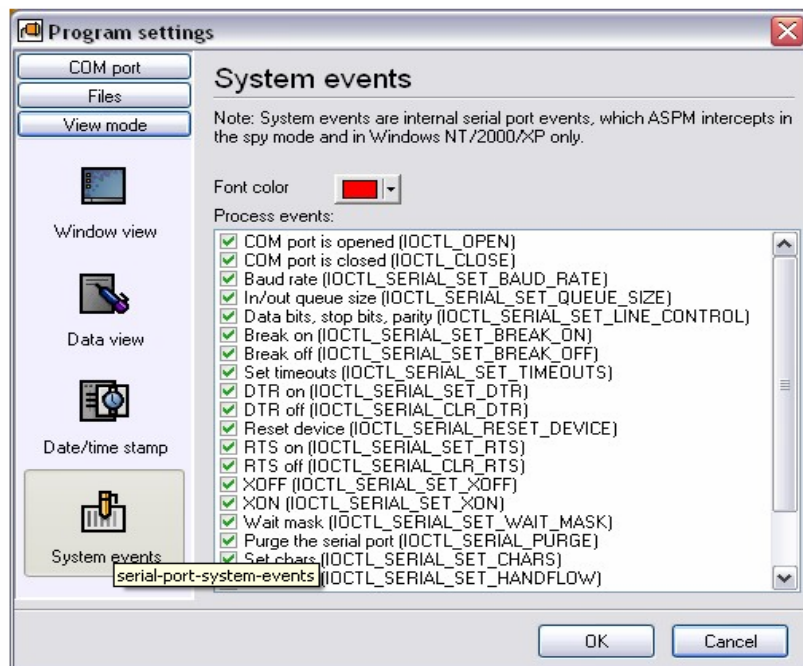 Program settings
COM port
Files
View mode
Window view
Data view
Date/time stamp
System events
serial-port-system-events
System events
Note: System events are internal serial port events, which ASPM intercepts in
the spy mode and in Windows NT/2000/XP only.
Font color
Process events:
COM port is opened (IOCTL_OPEN)
COM port is closed (IOCTL_CLOSE)
Baud rate (IOCTL_SERIAL_SET_BAUD_RATE)
In/out queue size (IOCTL_SERIAL_SET_QUEUE_SIZE)
Data bits, stop bits, parity (IOCTL_SERIAL_SET_LINE_CONTROL)
Break on (IOCTL_SERIAL_SET_BREAK_ON)
Break off (IOCTL_SERIAL_SET_BREAK_OFF)
Set timeouts (IOCTL_SERIAL_SET_TIMEOUTS)
DTR on (IOCTL_SERIAL_SET_DTR)
DTR off (IOCTL_SERIAL_CLR_DTR)
Reset device (IOCTL_SERIAL_RESET_DEVICE)
RTS on (IOCTL_SERIAL_SET_RTS)
RTS off (IOCTL_SERIAL_CLR_RTS)
XOFF (IOCTL_SERIAL_SET_XOFF)
XON (IOCTL_SERIAL_SET_XON)
Wait mask (IOCTL_SERIAL_SET_WAIT_MASK)
Purge the serial port (IOCTL_SERIAL_PURGE)
Set chars (IOCTL_SERIAL_SET_CHARS)
(IOCTL_SERIAL_SET_HANDFLOW)
OK
Cancel